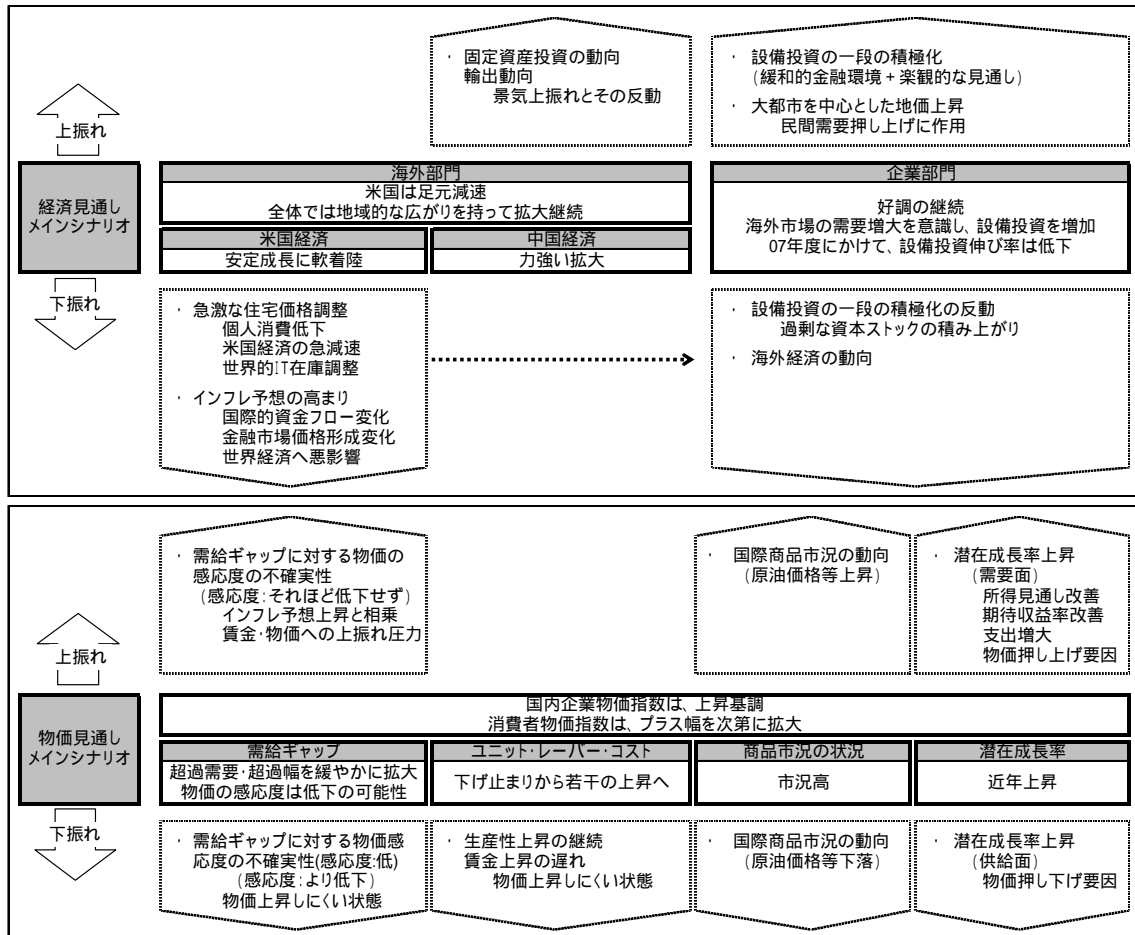 ・ 固定資産投資の動向
輸出動向
景気上振れとその反動
・ 設備投資の一段の積極化
(緩和的金融環境+楽観的な見通し)
・ 大都市を中心とした地価上昇
民間需要押し上げに作用
上振れ
経済見通し
メインシナリオ
海外部門
米国は足元減速
全体では地域的な広がりを持って拡大継続
米国経済
安定成長に軟着陸
中国経済
力強い拡大
企業部門
好調の継続
海外市場の需要増大を意識し、設備投資を増加
07年度にかけて、設備投資伸び率は低下
下振れ
・ 急激な住宅価格調整
個人消費低下
米国経済の急減速
世界的IT在庫調整
・ インフレ予想の高まり
国際的資金フロー変化
金融市場価格形成変化
世界経済へ悪影響
・ 設備投資の一段の積極化の反動
過剰な資本ストックの積み上がり
・ 海外経済の動向
・ 需給ギャップに対する物価の
感応度の不確実性
(感応度:それほど低下せず)
インフレ予想上昇と相乗
賃金・物価への上振れ圧力
・ 国際商品市況の動向
(原油価格等上昇)
・ 潜在成長率上昇
(需要面)
所得見通し改善
期待収益率改善
支出増大
物価押し上げ要因
上振れ
物価見通し
メインシナリオ
国内企業物価指数は、上昇基調
消費者物価指数は、プラス幅を次第に拡大
需給ギャップ
超過需要・超過幅を緩やかに拡大
物価の感応度は低下の可能性
ユニット・レーバー・コスト
下げ止まりから若干の上昇へ
商品市況の状況
市況高
潜在成長率
近年上昇
下振れ
・ 需給ギャップに対する物価感
応度の不確実性(感応度:低)
(感応度:より低下)
物価上昇しにくい状態
・ 生産性上昇の継続
賃金上昇の遅れ
物価上昇しにくい状態
・ 国際商品市況の動向
(原油価格等下落)
・ 潜在成長率上昇
(供給面)
物価押し下げ要因